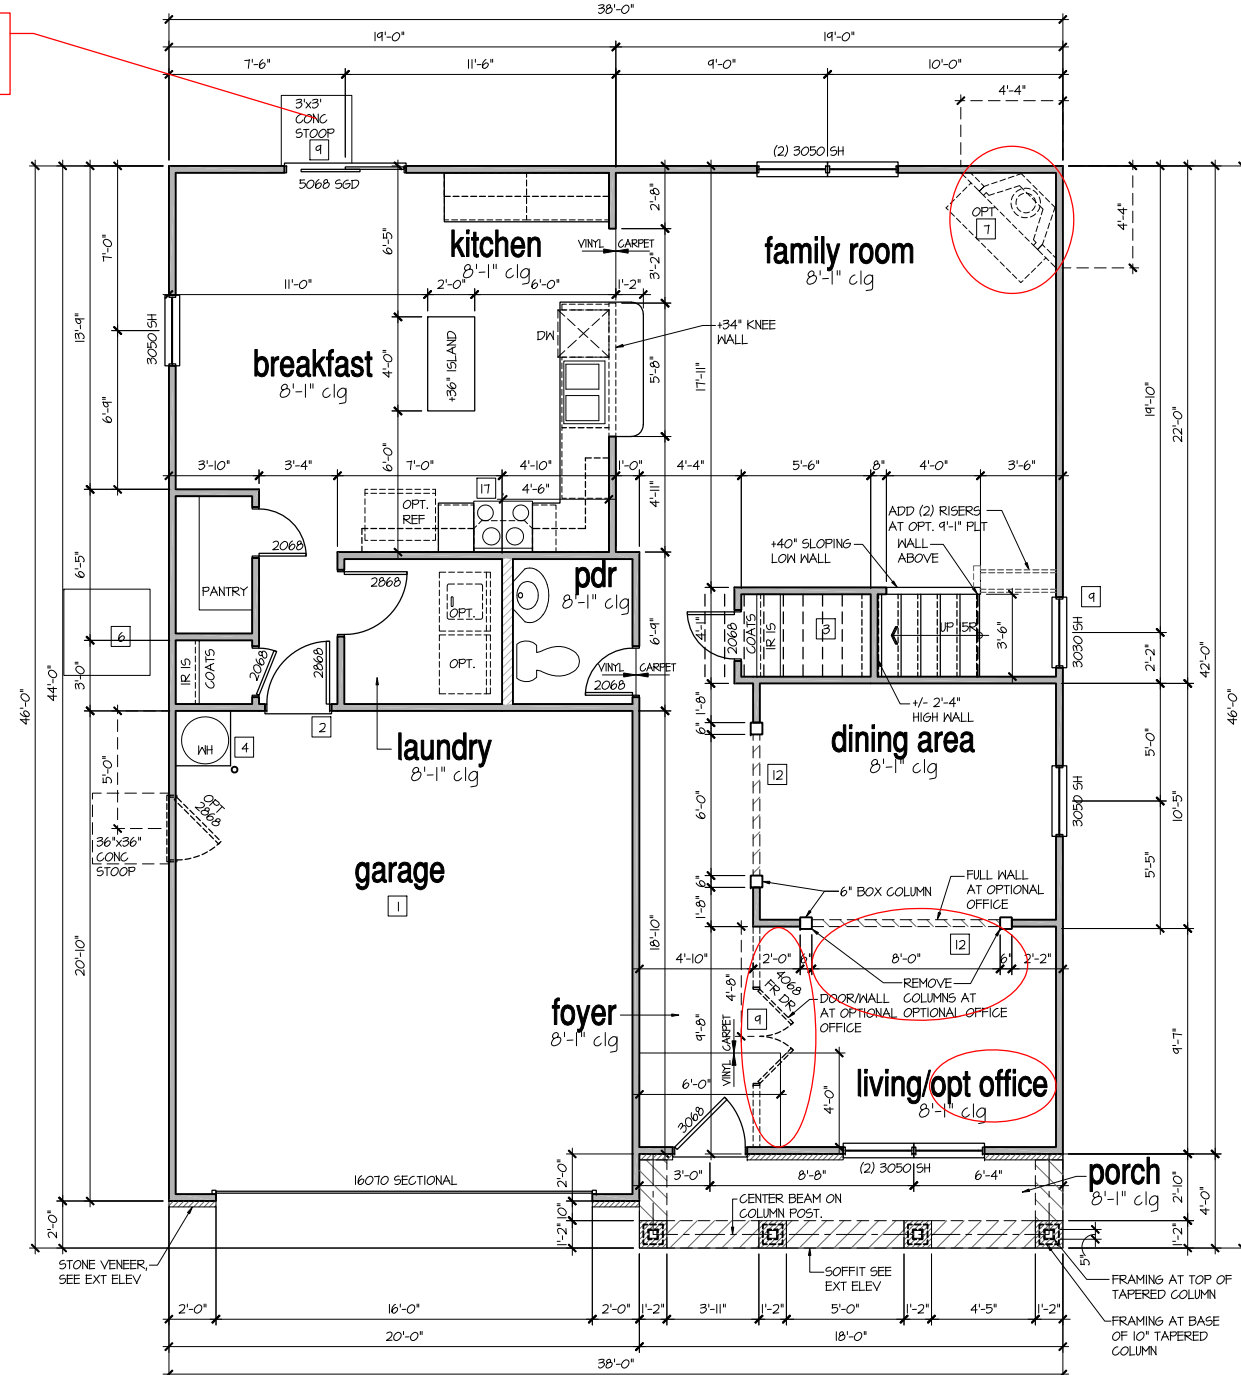 38'-0"
19'-0"
19'-0"
7'-6"
11'-6"
9'-0"
10'-0"
4'-4"
3'x3'
CONC
STOOP
9
(2) 3050 SH
5068 SGD
2'-8"
OPT
7
4'-4"
kitchen
8'-1" clg
VINYL
CARPET
family room
8'-1" clg
7'-0"
6'-5"
3'-2"
11'-0"
2'-0"
6'-0"
1'-2"
13'-9"
3050 SH
DW
+34" KNEE
WALL
breakfast
8'-1" clg
4'-0"
+36" ISLAND
5'-8"
17'-11"
6'-9"
19'-10"
22'-0"
6'-0"
3'-10"
3'-4"
7'-0"
4'-10"
1'-0"
4'-4"
5'-6"
8"
4'-0"
3'-6"
17
4'-6"
OPT.
REF
4'-11"
ADD (2) RISERS
AT OPT. 9'-1" PLT
+40" SLOPING
LOW WALL
WALL
ABOVE
2068
6'-5"
PANTRY
2868
pdr
8'-1" clg
OPT.
OPT.
6
6'-9"
4'-1"
2068
COATS
1R 1S
3
UP 5R
3'-6"
9
3030 SH
2'-2"
42'-0"
46'-0"
44'-0"
46'-0"
3'-0"
1R 1S
COATS
2068
2868
VINYL
CARPET
2068
1'-8"
6"
+/- 2'-4"
HIGH WALL
2
WH
4
laundry
8'-1" clg
dining area
8'-1" clg
12
5'-0"
5'-0"
3050 SH
OPT
2868
6'-0"
10'-5"
36"x36"
CONC
STOOP
garage
1
6"
6" BOX COLUMN
FULL WALL
AT OPTIONAL
OFFICE
5'-5"
1'-8"
20'-10"
18'-10"
12
4'-10"
2'-0"
6"
8'-0"
6"
2'-2"
4'-8"
4068
FR DR
REMOVE
COLUMNS AT
OPTIONAL OFFICE
DOOR/WALL
AT OPTIONAL
OFFICE
9
foyer
8'-1" clg
9'-8"
VINYL
CARPET
9'-7"
6'-0"
4'-0"
living/opt office
8'-1" clg
3068
16070 SECTIONAL
2'-0"
3'-0"
8'-8"
(2) 3050 SH
6'-4"
porch
8'-1" clg
2'-10"
4'-0"
CENTER BEAM ON
COLUMN POST.
2'-0"
10"
1'-2"
1'-2"
5"
STONE VENEER,
SEE EXT ELEV
SOFFIT SEE
EXT ELEV
FRAMING AT TOP OF
TAPERED COLUMN
2'-0"
16'-0"
2'-0"
1'-2"
3'-11"
1'-2"
5'-0"
1'-2"
4'-5"
1'-2"
FRAMING AT BASE
OF 10" TAPERED
COLUMN
20'-0"
18'-0"
38'-0"